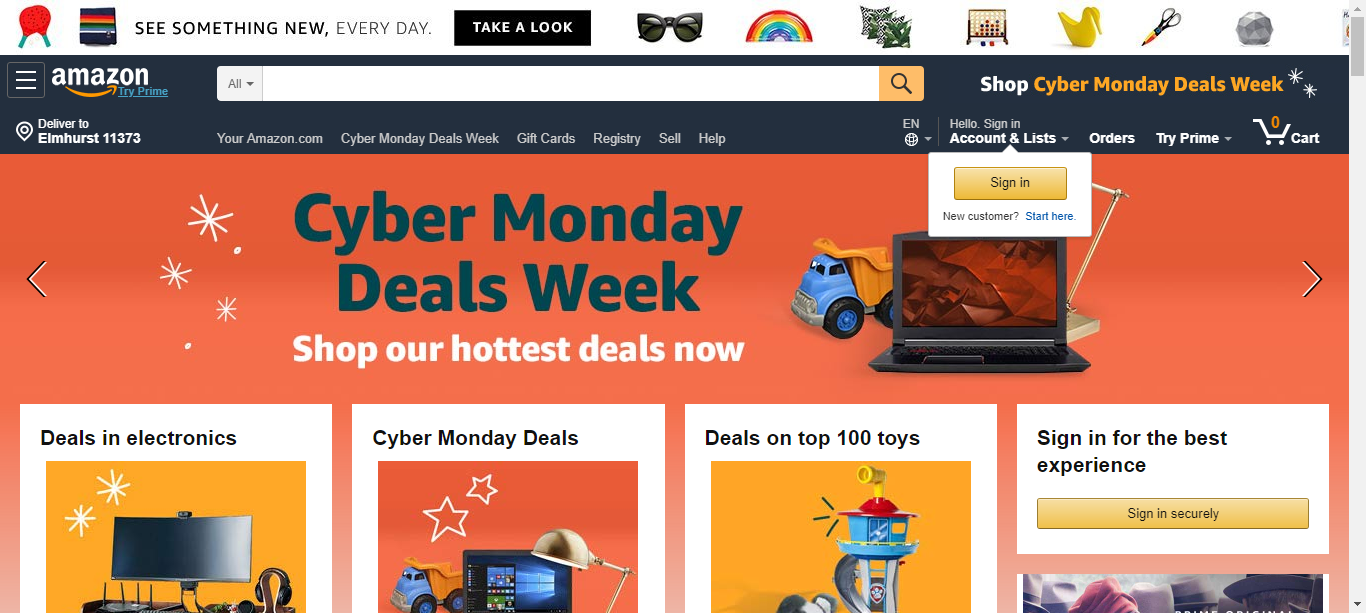 SEE SOMETHING NEW, EVERY DAY.
TAKE A LOOK
amazon
Try Prime
All
Shop Cyber Monday Deals Week
Deliver to
Elmhurst 11373
Your Amazon.com
Cyber Monday Deals Week
Gift Cards
Registry
Sell
Help
EN
Hello. Sign in
Account & Lists
Orders
Try Prime
0
Cart
Sign in
New customer? Start here.
Cyber Monday
Deals Week
Shop our hottest deals now
Deals in electronics
Cyber Monday Deals
Deals on top 100 toys
Sign in for the best
experience
Sign in securely
PRIME ORIGINAL